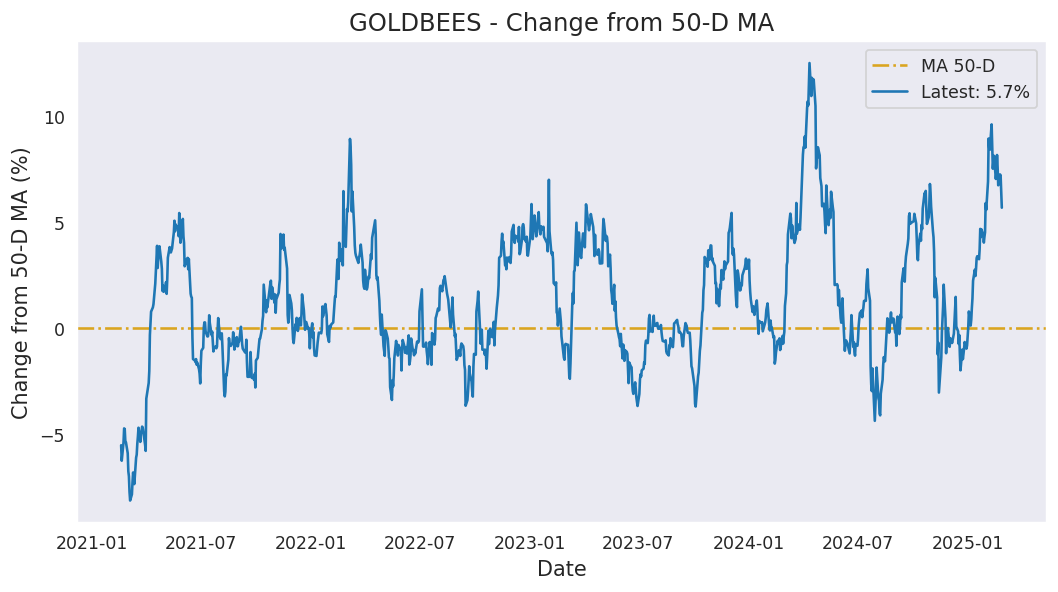 GOLDBEES - Change from 50-D MA
MA 50-D
Latest: 5.7%
Change from 50-D MA (%)
10
5
0
−5
2021-01 2021-07 2022-01 2022-07 2023-01 2023-07 2024-01 2024-07 2025-01
Date